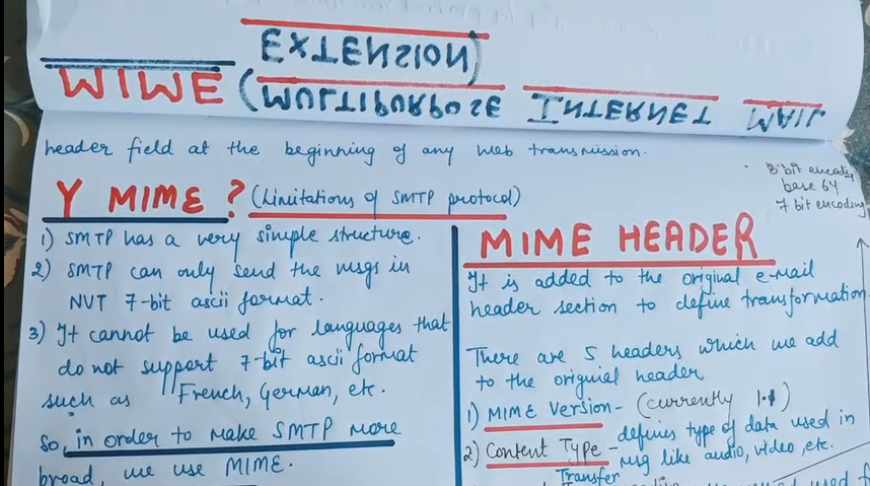 MIME (MULTIPURPOSE INTERNET MAIL
EXTENSION)
header field at the beginning of any web transmission.
Y MIME? (Limitations of SMTP protocol)
1) SMTP has a very simple structure.
2) SMTP can only send the msgs in
NVT 7-bit ascii format.
3) It cannot be used for languages that
do not support 7-bit ascii format
such as French, German, etc.
So, in order to make SMTP more
broad, we use MIME.
8 bit encoding,
base 64
7 bit encoding
MIME HEADER
It is added to the original e-mail
header section to define transformation.
There are 5 headers which we add
to the original header
1) MIME Version - (currently 1.1)
2) Content Type - defines type of data used in
msg like audio, video, etc.
Transfer
used